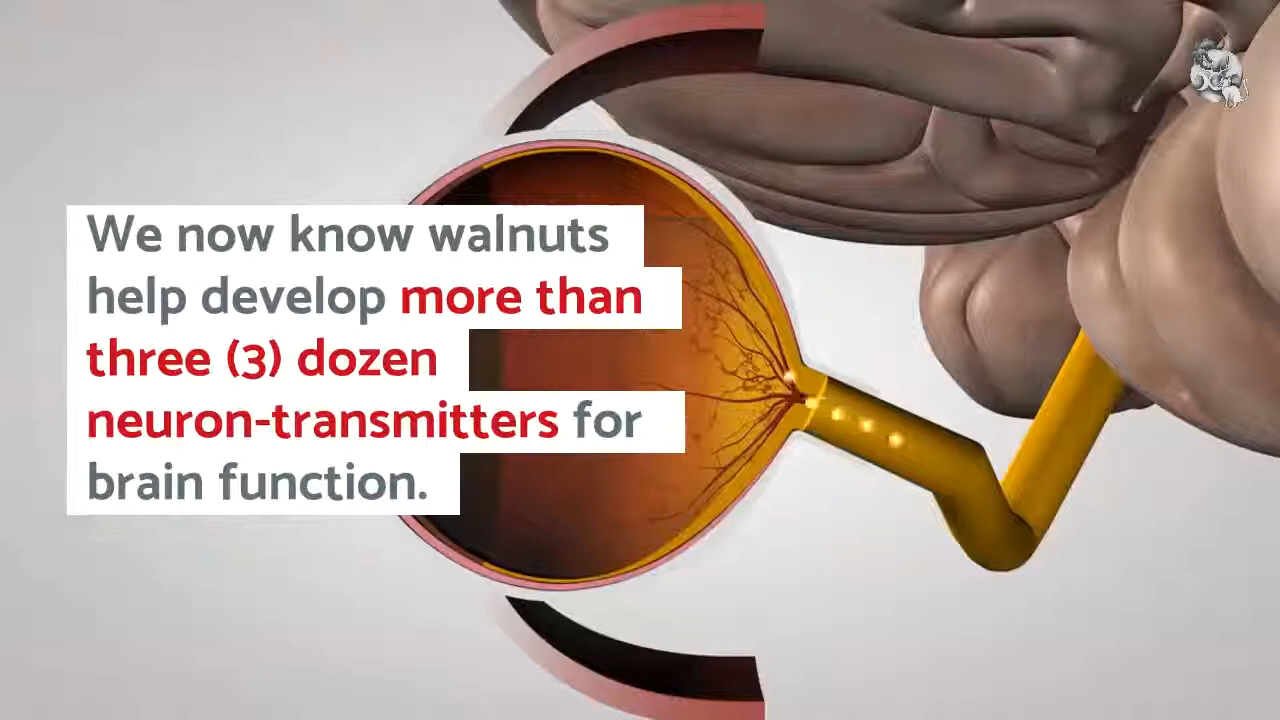 We now know walnuts
help develop more than
three (3) dozen
neuron-transmitters for
brain function.